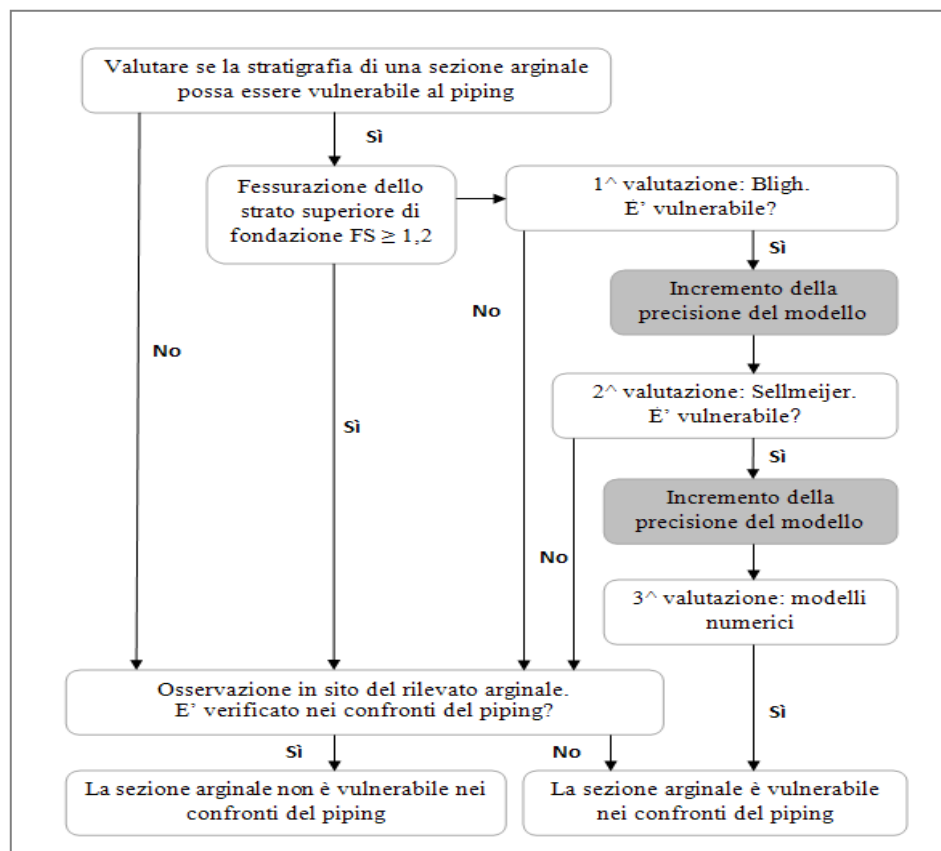 Valutare se la stratigrafia di una sezione arginale
possa essere vulnerabile al piping
Sì
Fessurazione dello
strato superiore di
fondazione FS ≥ 1,2
1^ valutazione: Bligh.
É’ vulnerabile?
Sì
Incremento della
precisione del modello
No
No
2^ valutazione: Sellmeijer.
É’ vulnerabile?
Sì
Sì
Incremento della
precisione del modello
No
3^ valutazione: modelli
numerici
Osservazione in sito del rilevato arginale.
E’ verificato nei confronti del piping?
Sì
Sì
No
La sezione arginale non è vulnerabile nei
confronti del piping
La sezione arginale è vulnerabile
nei confronti del piping